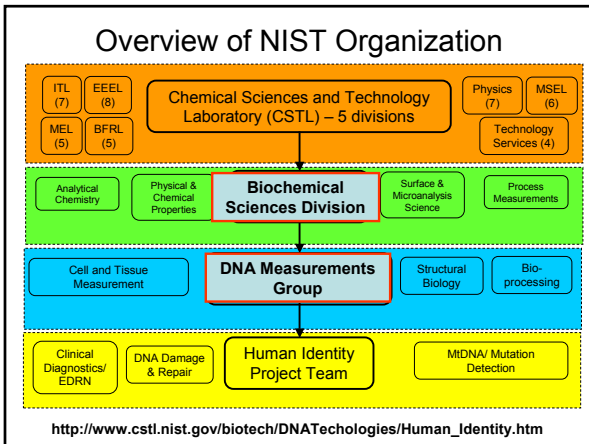 Overview of NIST Organization
ITL
(7)
EEEL
(8)
MEL
(5)
BFRL
(5)
Chemical Sciences and Technology
Laboratory (CSTL) – 5 divisions
Physics
(7)
MSEL
(6)
Technology
Services (4)
Analytical
Chemistry
Physical &
Chemical
Properties
Biochemical
Sciences Division
Surface &
Microanalysis
Science
Process
Measurements
Cell and Tissue
Measurement
DNA Measurements
Group
Structural
Biology
Bio-
processing
Clinical
Diagnostics/
EDRN
DNA Damage
& Repair
Human Identity
Project Team
MtDNA/ Mutation
Detection
http://www.cstl.nist.gov/biotech/DNATechologies/Human_Identity.htm